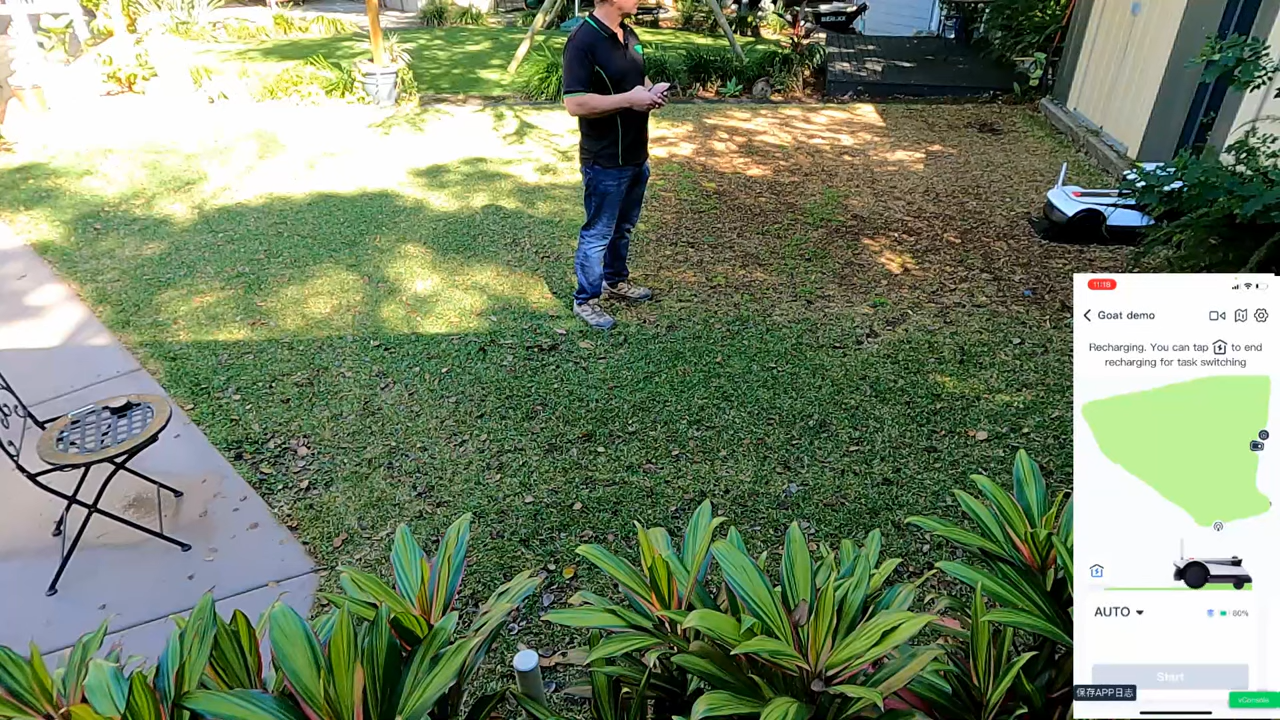 11:15
Goat demo
Recharging. You can tap to end
recharging for task switching
AUTO
80%
Start
保存APP日志
vConsole